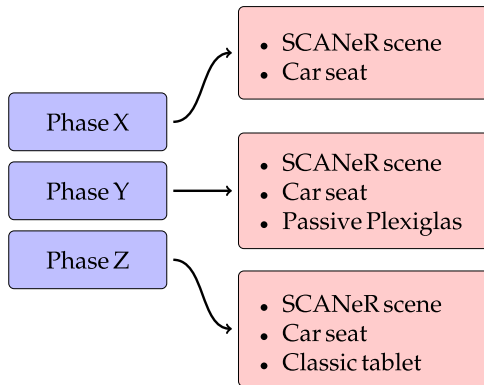 Phase X
• SCANeR scene
• Car seat
Phase Y
• SCANeR scene
• Car seat
• Passive Plexiglas
Phase Z
• SCANeR scene
• Car seat
• Classic tablet